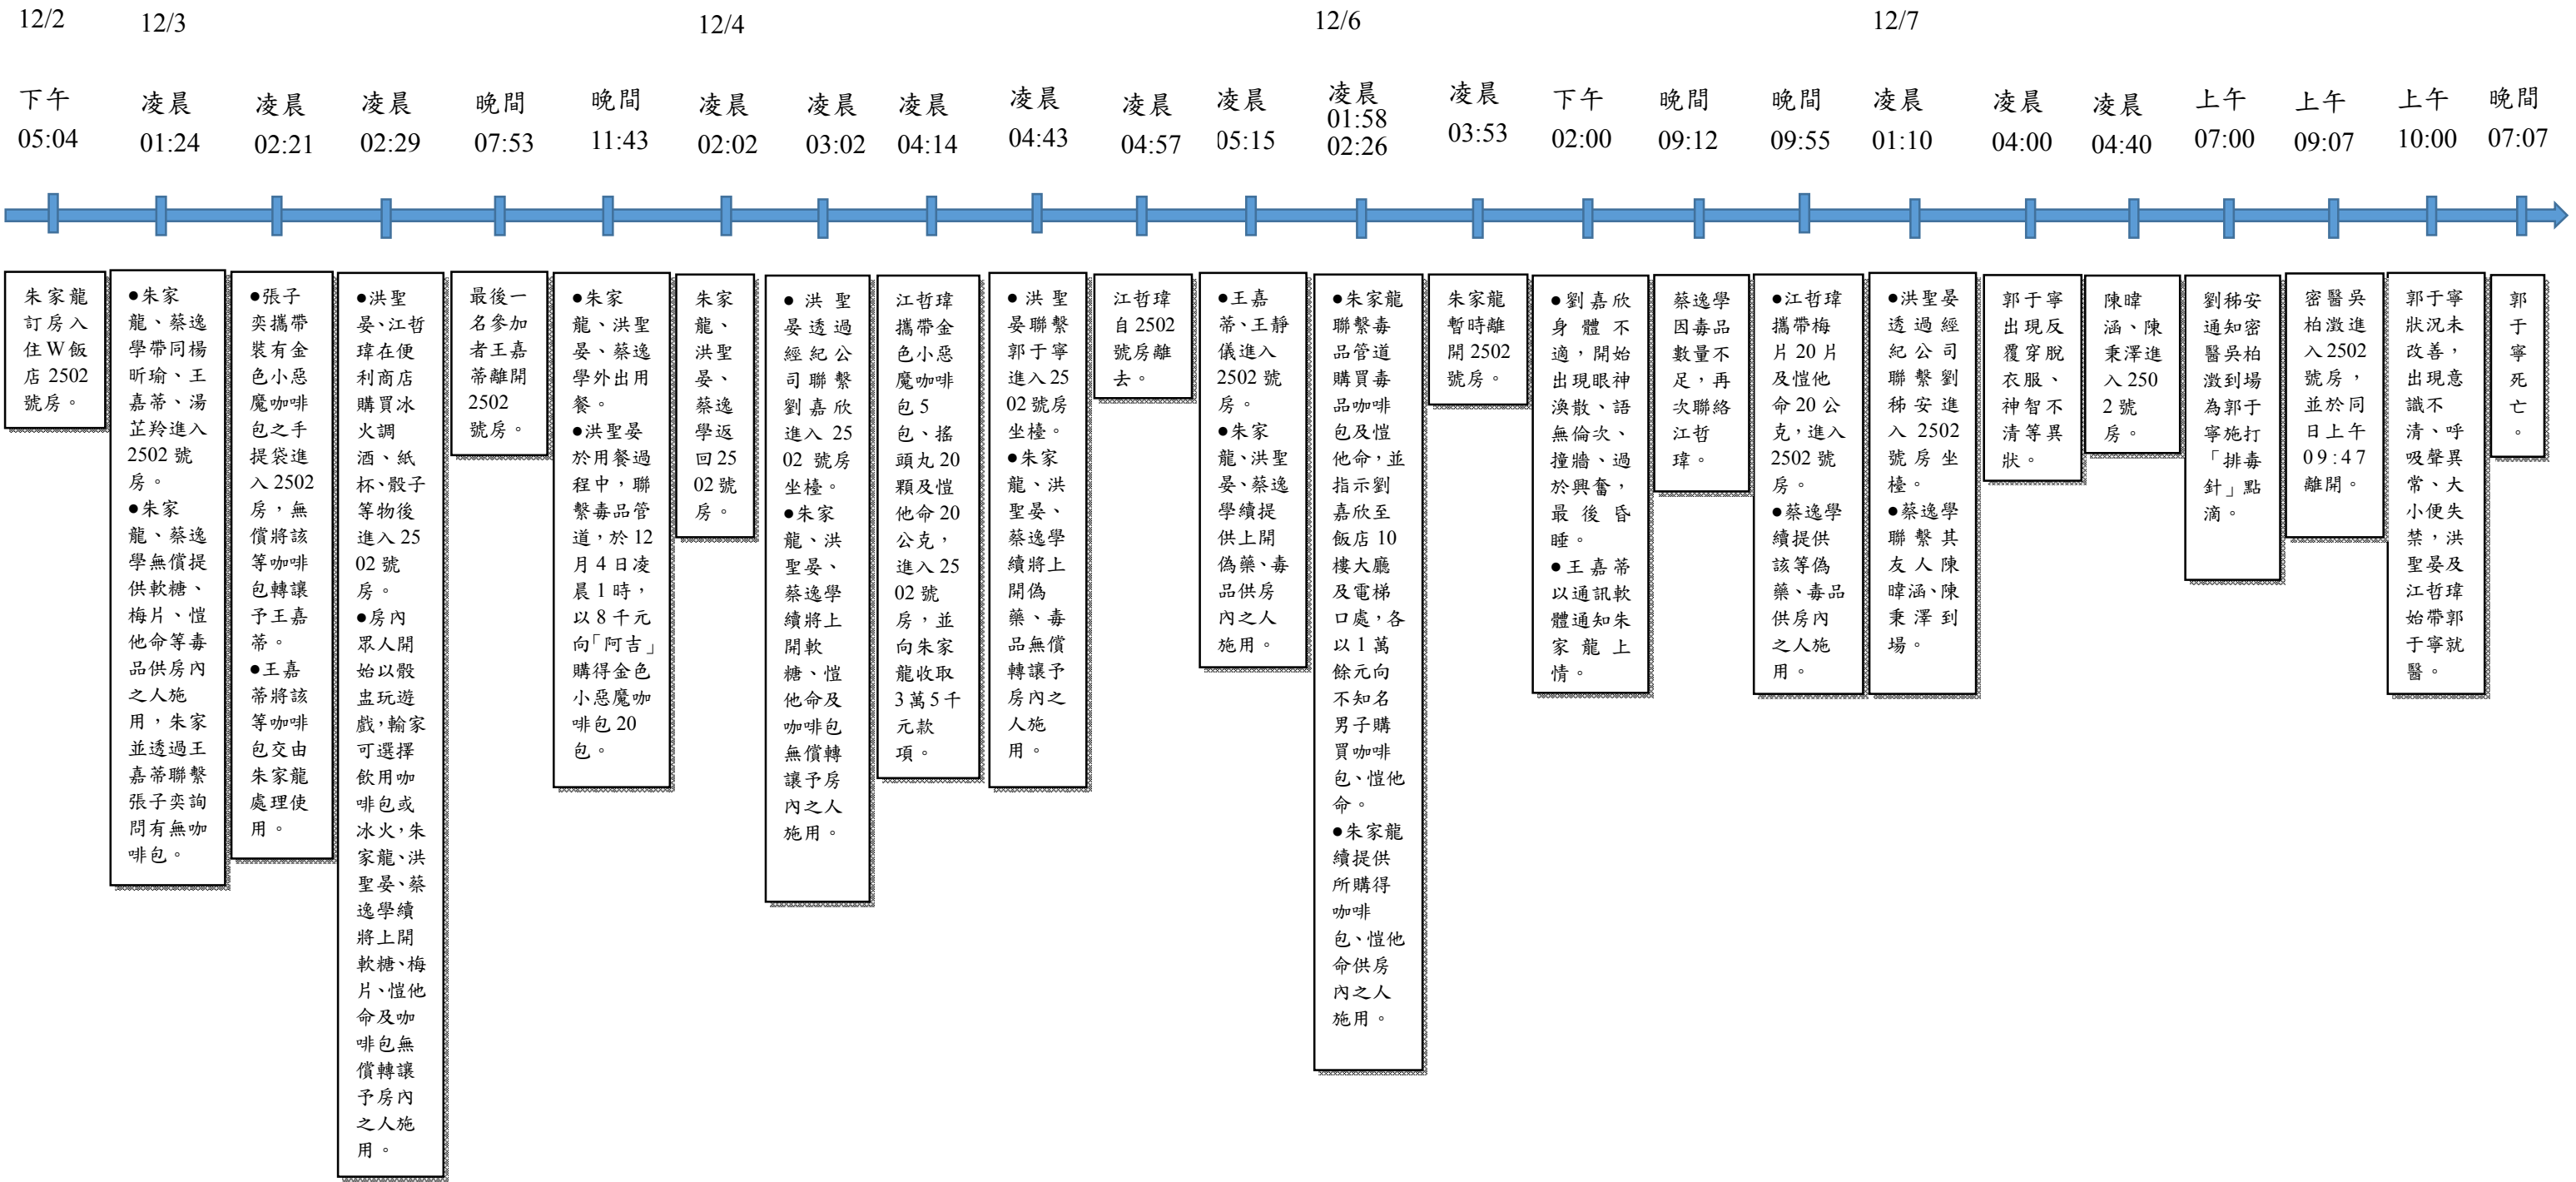 12/2
12/3
12/4
12/6
12/7
下午
05:04
凌晨
01:24
凌晨
02:21
凌晨
02:29
晚間
07:53
晚間
11:43
凌晨
02:02
凌晨
03:02
凌晨
04:14
凌晨
04:43
凌晨
04:57
凌晨
05:15
凌晨
01:58
02:26
凌晨
03:53
下午
02:00
晚間
09:12
晚間
09:55
凌晨
01:10
凌晨
04:00
凌晨
04:40
上午
07:00
上午
09:07
上午
10:00
晚間
07:07
朱家龍
訂房入
住W飯
店2502
號房。
●朱家
龍、蔡逸
學帶同楊
昕瑜、王
嘉蒂、湯
芷羚進入
2502 號
房。
●朱家
龍、蔡逸
學無償提
供軟糖、
梅片、愷
他命等毒
品供房內
之人施
用，朱家
並透過王
嘉蒂聯繫
張子奕詢
問有無咖
啡包。
●張子
奕攜帶
裝有金
色小惡
魔咖啡
包之手
提袋進
入2502
房，無
償將該
等咖啡
包轉讓
予王嘉
蒂。
●王嘉
蒂將該
等咖啡
包交由
朱家龍
處理使
用。
●洪聖
晏、江哲
瑋在便
利商店
購買冰
火調
酒、紙
杯、骰子
等物後
進入25
02 號
房。
●房內
眾人開
始以骰
盅玩遊
戲，輸家
可選擇
飲用咖
啡包或
冰火，朱
家龍、洪
聖晏、蔡
逸學續
將上開
軟糖、梅
片、愷他
命及咖
啡包無
償轉讓
予房內
之人施
用。
最後一
名參加
者王嘉
蒂離開
2502
號房。
●朱家
龍、洪聖
晏、蔡逸
學外出用
餐。
●洪聖晏
於用餐過
程中，聯
繫毒品管
道，於12
月4日凌
晨1時，
以8千元
向「阿吉」
購得金色
小惡魔咖
啡包20
包。
朱家
龍、
洪聖
晏、
蔡逸
學返
回25
02號
房。
●洪聖
晏透過
經紀公
司聯繫
劉嘉欣
進入25
02 號房
坐檯。
●朱家
龍、洪
聖晏、
蔡逸學
續將上
開軟
糖、愷
他命及
咖啡包
無償轉
讓予房
內之人
施用。
江哲瑋
攜帶金
色小惡
魔咖啡
包5
包、搖
頭丸20
顆及愷
他命20
公克，
進入25
02 號
房，並
向朱家
龍收取
3萬5千
元款
項。
●洪聖
晏聯繫
郭于寧
進入25
02號房
坐檯。
●朱家
龍、洪
聖晏、
蔡逸學
續將上
開偽
藥、毒
品無償
轉讓予
房內之
人施
用。
江哲瑋
自2502
號房離
去。
●王嘉
蒂、王靜
儀進入
2502 號
房。
●朱家
龍、洪聖
晏、蔡逸
學續提
供上開
偽藥、毒
品供房
內之人
施用。
●朱家龍
聯繫毒
品管道
購買毒
品咖啡
包及愷
他命，並
指示劉
嘉欣至
飯店10
樓大廳
及電梯
口處，各
以1萬
餘元向
不知名
男子購
買咖啡
包、愷他
命。
●朱家龍
續提供
所購得
咖啡
包、愷他
命供房
內之人
施用。
朱家龍
暫時離
開2502
號房。
●劉嘉欣
身體不
適，開始
出現眼神
渙散、語
無倫次、
撞牆、過
於興奮，
最後昏
睡。
●王嘉蒂
以通訊軟
體通知朱
家龍上
情。
蔡逸學
因毒品
數量不
足，再
次聯絡
江哲
瑋。
●江哲瑋
攜帶梅
片20片
及愷他
命20公
克，進入
2502 號
房。
●蔡逸學
續提供
該等偽
藥、毒品
供房內
之人施
用。
●洪聖晏
透過經
紀公司
聯繫劉
秭安進
入 2502
號房坐
檯。
●蔡逸學
聯繫其
友人陳
暐涵、陳
秉澤到
場。
郭于寧
出現反
覆穿脫
衣服、
神智不
清等異
狀。
陳暐
涵、陳
秉澤進
入250
2號
房。
劉秭安
通知密
醫吳柏
澂到場
為郭于
寧施打
「排毒
針」點
滴。
密醫吳
柏澂進
入2502
號房，
並於同
日上午
09:47
離開。
郭于寧
狀況未
改善，
出現意
識不
清、呼
吸聲異
常、大
小便失
禁，洪
聖晏及
江哲瑋
始帶郭
于寧就
醫。
郭
于
寧
死
亡
。